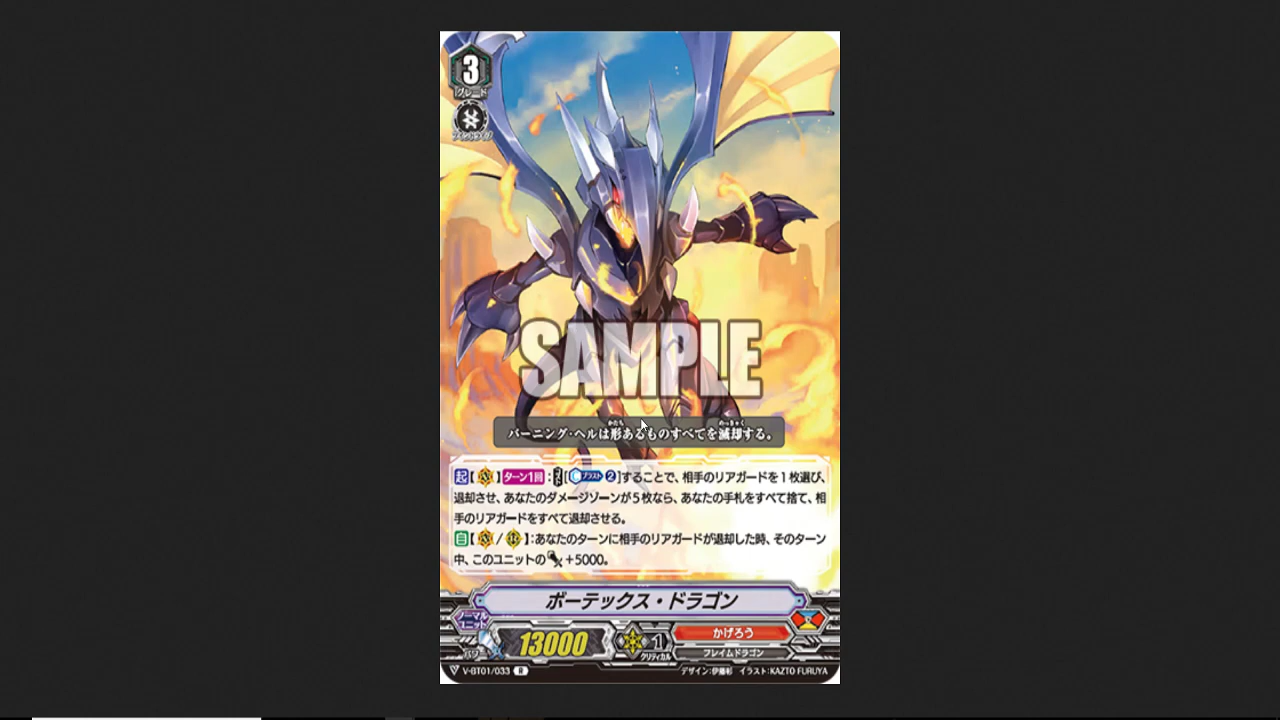 3
グレード
ツインドライブ
SAMPLE
バーニング・ヘルは形あるものすべてを滅却する。
起【 】ターン1回：[ ブラスト 2 ]することで、相手のリアガードを１枚選び、
退却させ、あなたのダメージゾーンが５枚なら、あなたの手札をすべて捨て、相
手のリアガードをすべて退却させる。
自【 / 】：あなたのターンに相手のリアガードが退却した時、そのターン
中、このユニットの +5000。
ボーテックス・ドラゴン
ノーマル
ユニット
パワー 13000 1 クリティカル
かげろう
フレイムドラゴン
V-BT01/033 R デザイン:伊藤彰 イラスト:KAZTO FURUYA